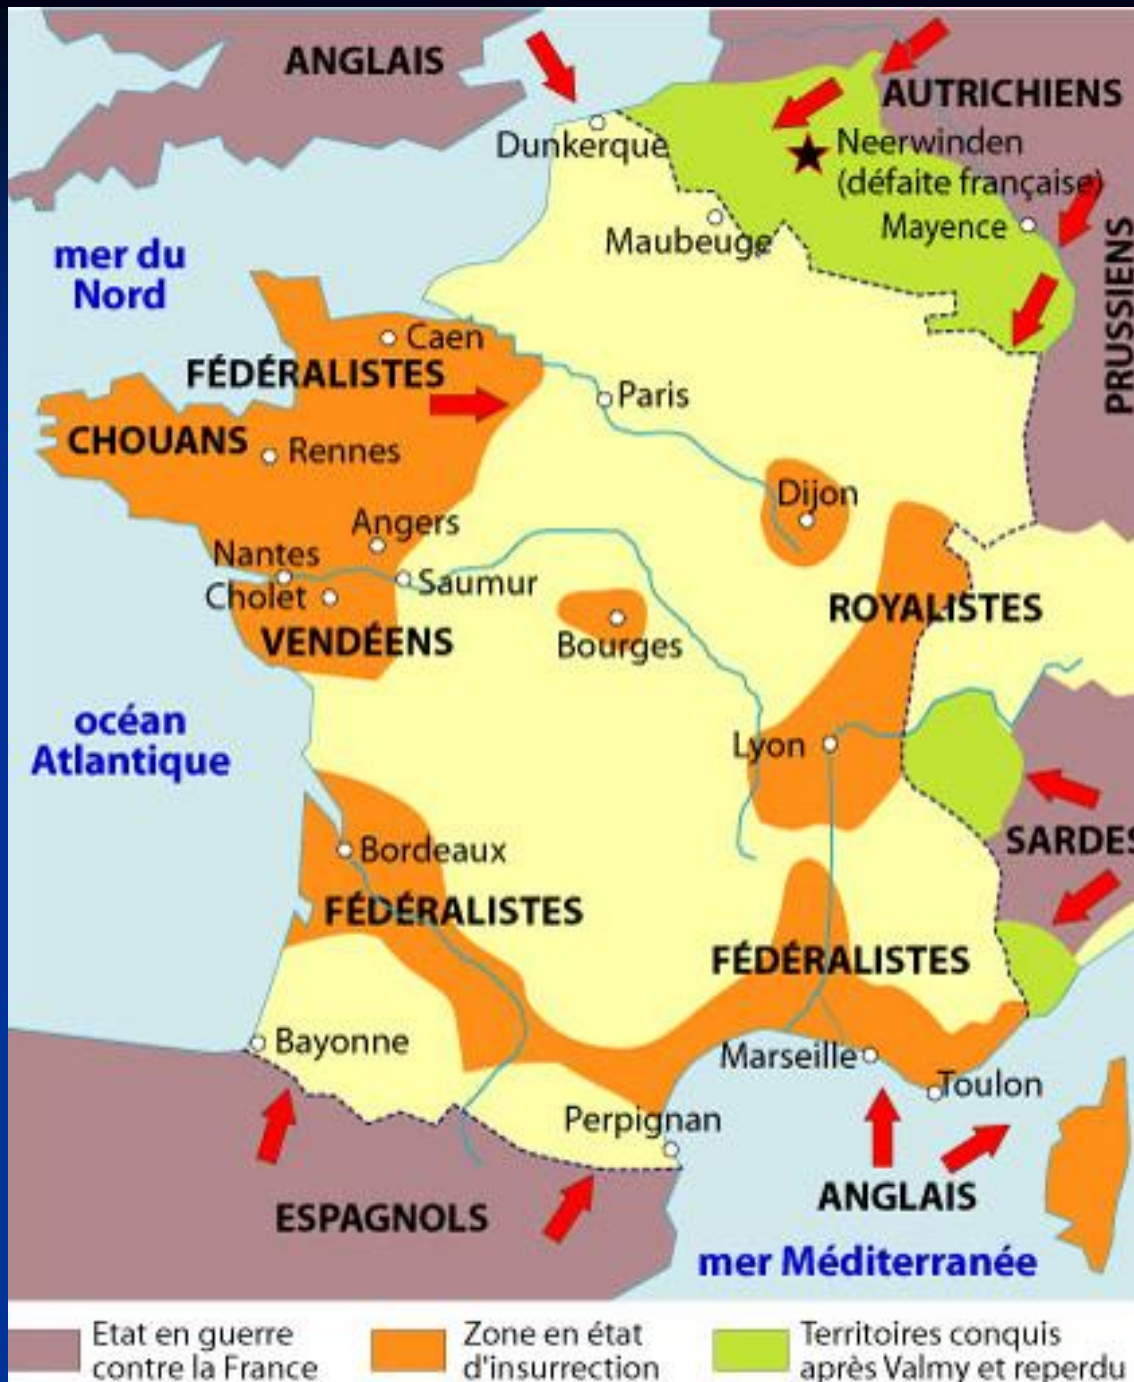 ANGLAIS
AUTRICHIENS
Dunkerque
Neerwinden
(défaite française)
Maubeuge
Mayence
PRUSSIENS
mer du
Nord
Caen
FÉDÉRALISTES
Paris
CHOUANS
Rennes
Dijon
Angers
Nantes
Saumur
Cholet
ROYALISTES
VENDÉENS
Bourges
océan
Atlantique
Lyon
SARDES
Bordeaux
FÉDÉRALISTES
FÉDÉRALISTES
Bayonne
Marseille
Toulon
Perpignan
ANGLAIS
ESPAGNOLS
mer Méditerranée
Etat en guerre
contre la France
Zone en état
d'insurrection
Territoires conquis
après Valmy et reperdu